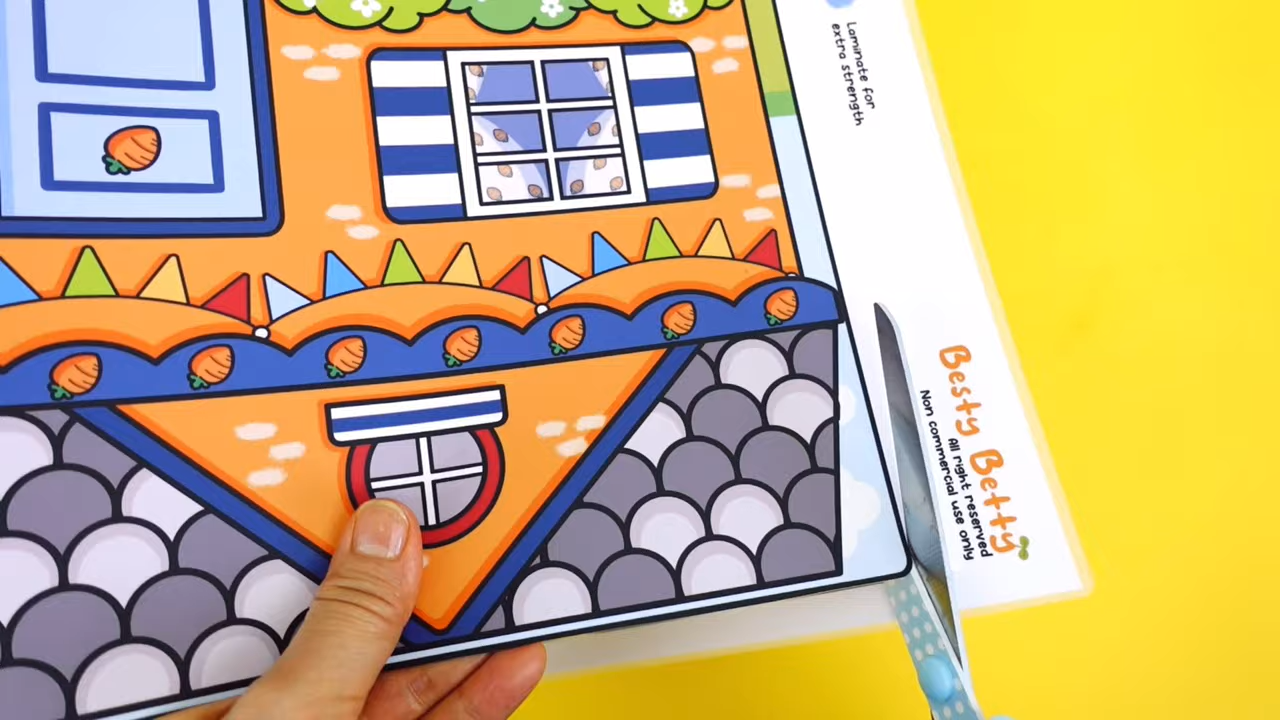 Laminate for
extra strength
Besty Betty
All right reserved
Non commercial use only